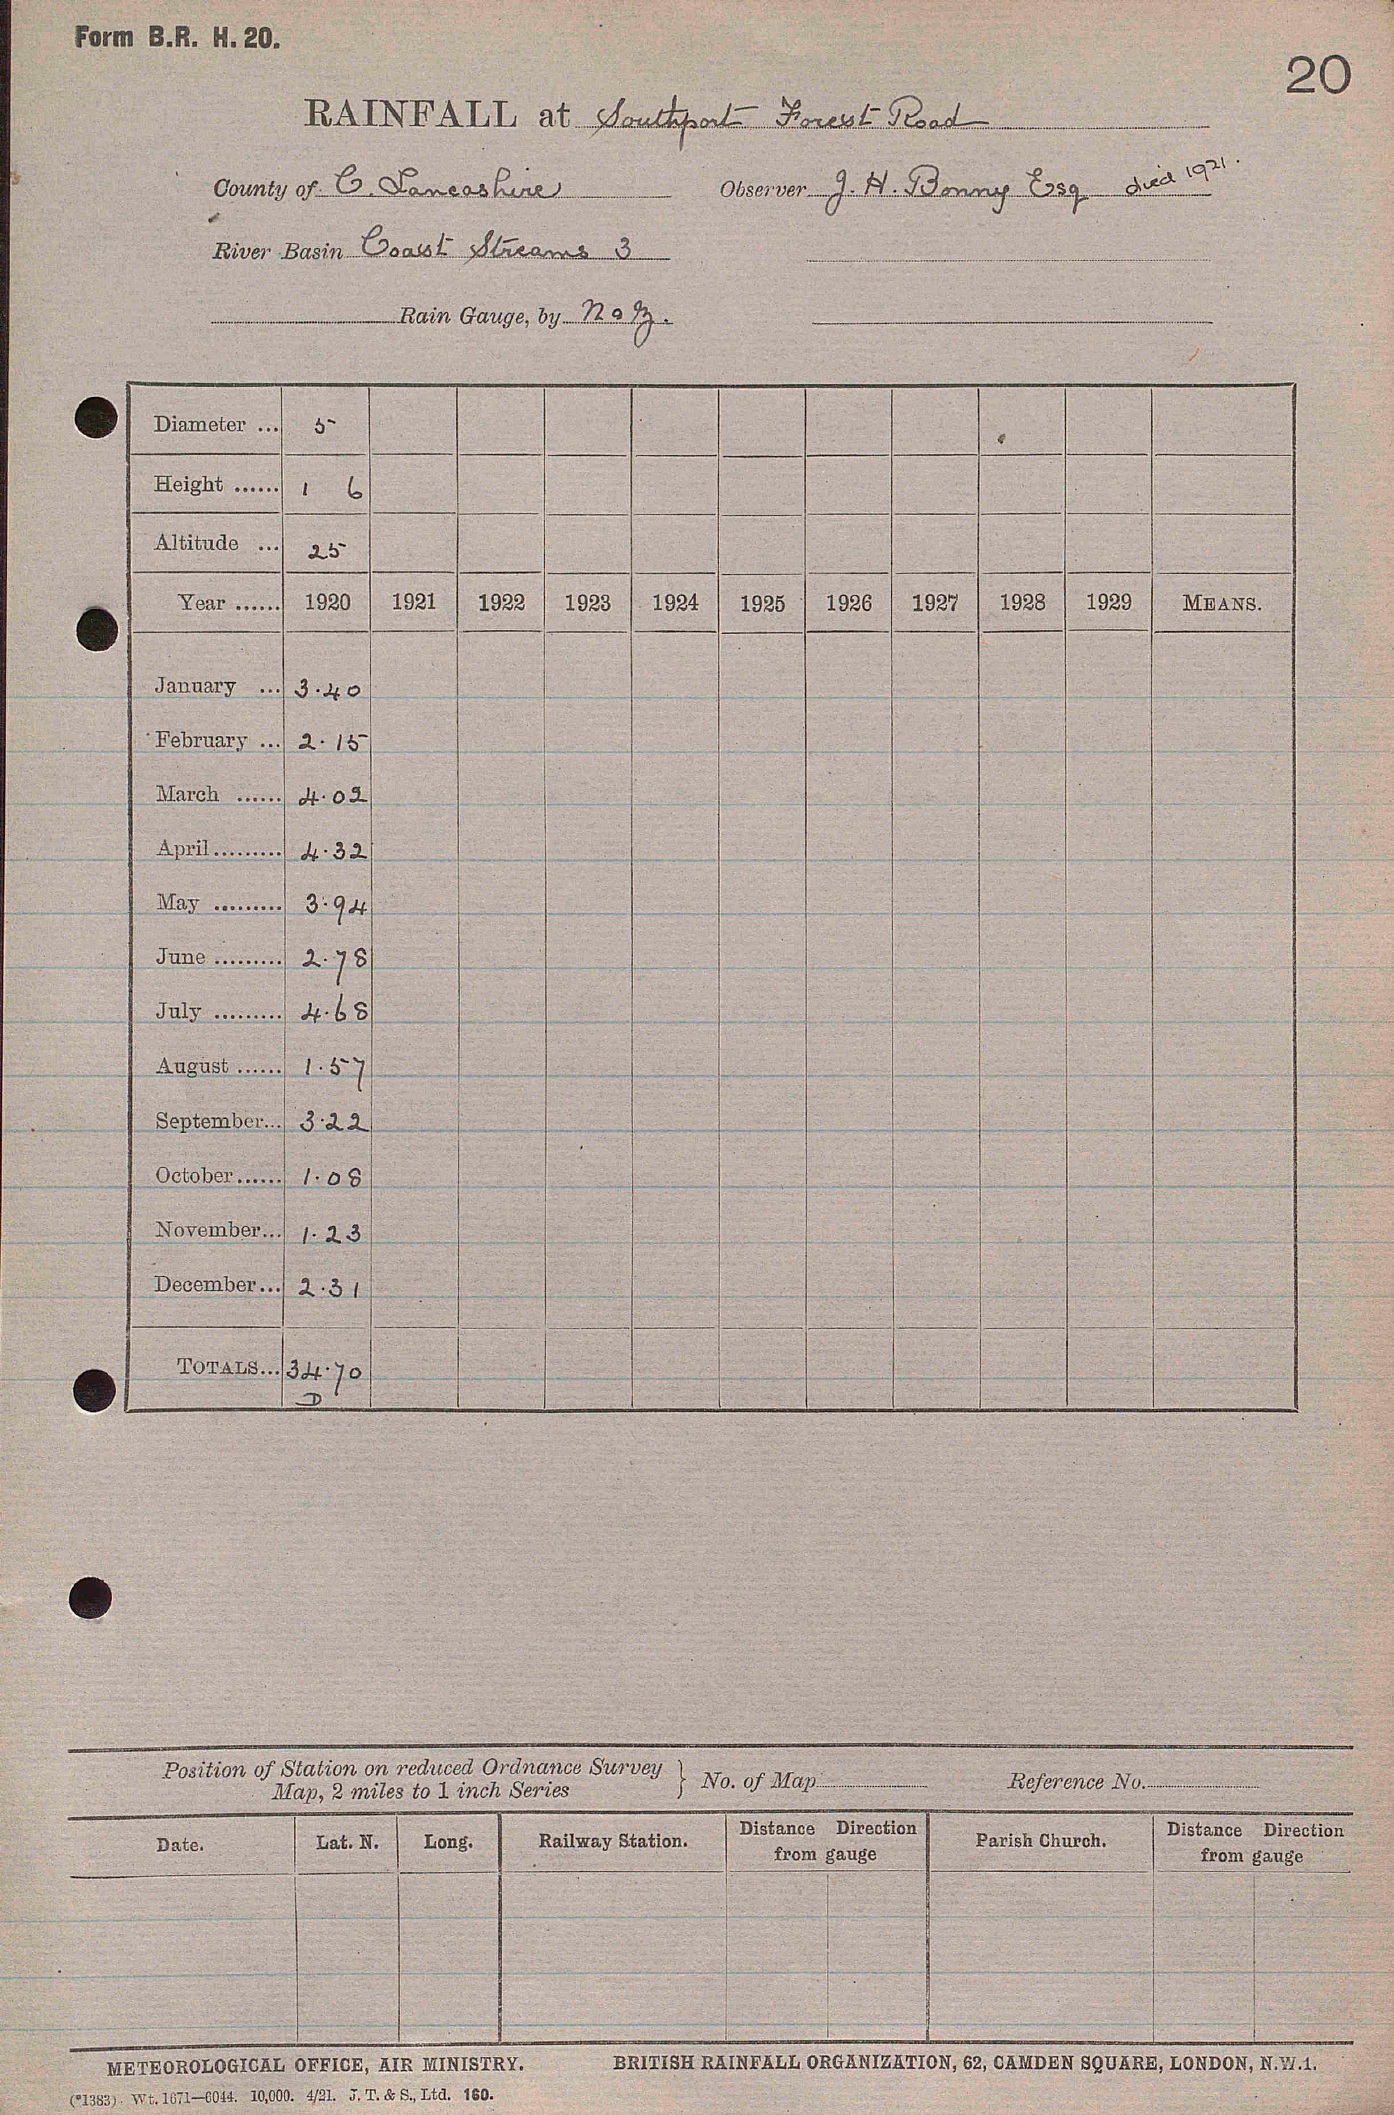 Form B.R. H. 20.
20
RAINFALL at Southport Forest Road
County of C. Lancashire Observer J. H. Bonny Esq died 1921.
River Basin Coast Streams 3
Rain Gauge, by N & Z.
Diameter ... 5
Height ...... 1 6
Altitude ... 25
Year ...... 1920 1921 1922 1923 1924 1925 1926 1927 1928 1929 MEANS.
January ... 3.40
February ... 2.15
March ...... 4.02
April ......... 4.32
May ......... 3.94
June ......... 2.78
July ......... 4.68
August ...... 1.57
September... 3.22
October...... 1.08
November... 1.23
December... 2.31
TOTALS... 34.70
D
Position of Station on reduced Ordnance Survey
Map, 2 miles to 1 inch Series } No. of Map Reference No.
Date. Lat. N. Long. Railway Station. Distance Direction from gauge Parish Church. Distance Direction from gauge
METEOROLOGICAL OFFICE, AIR MINISTRY. BRITISH RAINFALL ORGANIZATION, 62, CAMDEN SQUARE, LONDON, N.W.1.
(*1383) Wt. 1671—6044. 10,000. 4/21. J. T. & S., Ltd. 160.